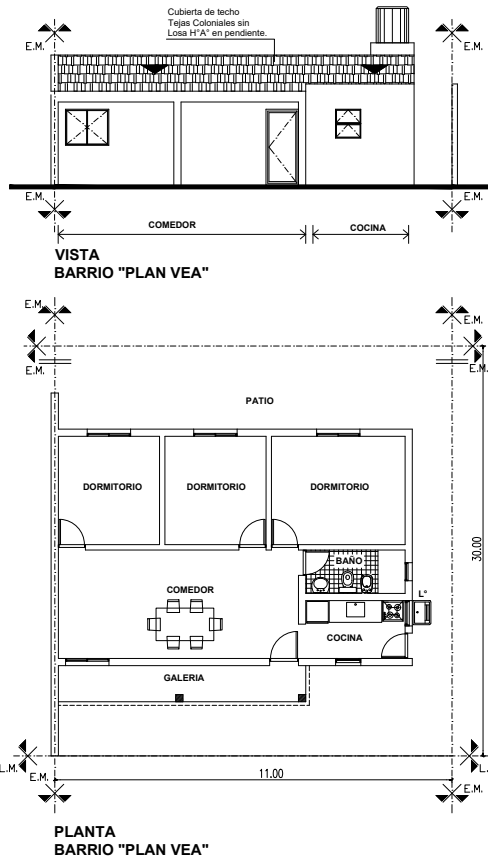 Cubierta de techo
Tejas Coloniales sin
Losa H°A° en pendiente.
E.M. E.M.
E.M. E.M.
COMEDOR COCINA
VISTA
BARRIO "PLAN VEA"
E.M. E.M.
E.M. E.M.
PATIO
DORMITORIO DORMITORIO DORMITORIO
30.00
BAÑO
COMEDOR
L°
COCINA
GALERIA
L.M. L.
E.M. 11.00 E.M.
PLANTA
BARRIO "PLAN VEA"